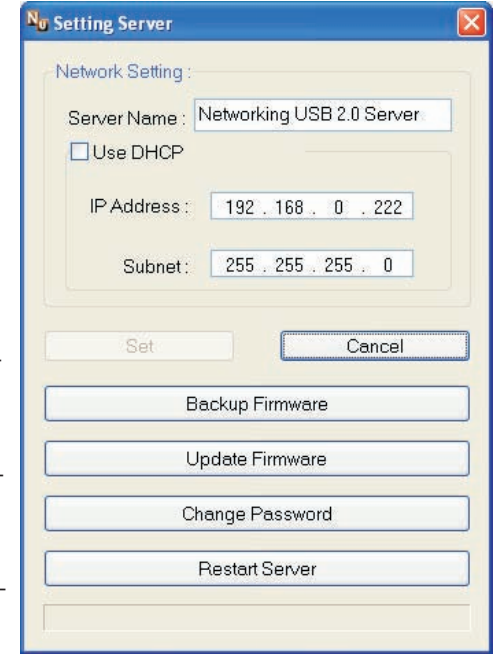 NU Setting Server
Network Setting :
Server Name : Networking USB 2.0 Server
Use DHCP
IP Address : 192 . 168 . 0 . 222
Subnet : 255 . 255 . 255 . 0
Set Cancel
Backup Firmware
Update Firmware
Change Password
Restart Server